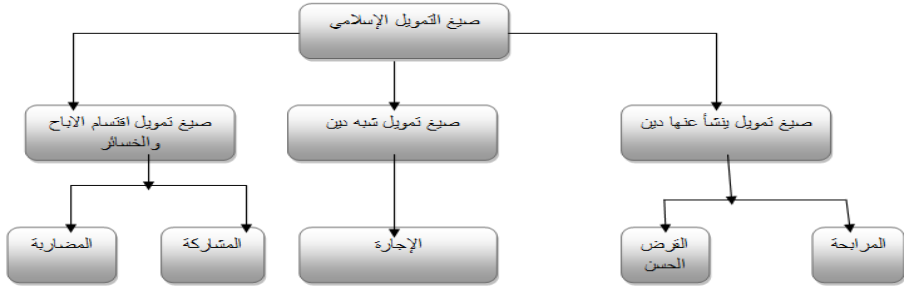 صيغ التمويل الإسلامي
صيغ تمويل ينشأ عنها دين
صيغ تمويل شبه دين
صيغ تمويل اقتسام الاباح
والخسائر
المرابحة
القرض
الحسن
الإجارة
المشاركة
المضاربة